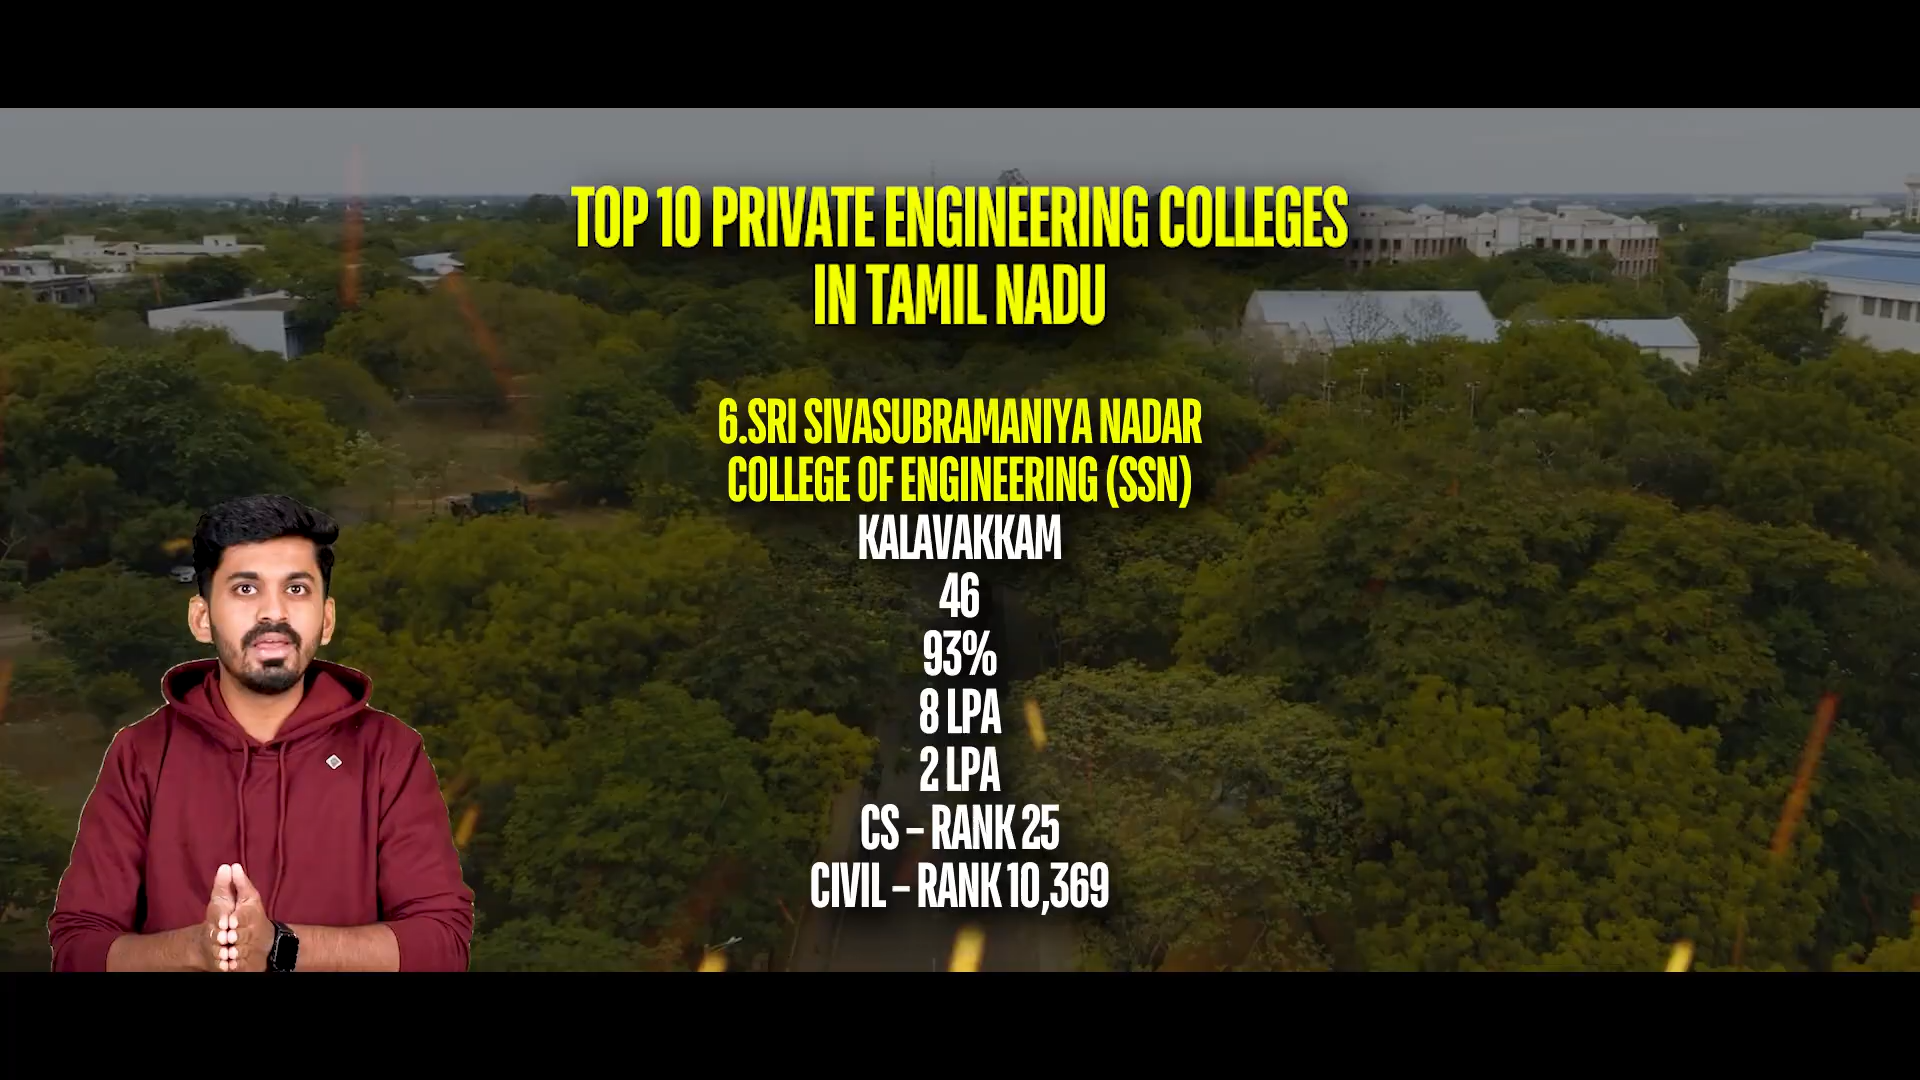 TOP 10 PRIVATE ENGINEERING COLLEGES
IN TAMIL NADU
6.SRI SIVASUBRAMANIYA NADAR
COLLEGE OF ENGINEERING (SSN)
KALAVAKKAM
46
93%
8 LPA
2 LPA
CS – RANK 25
CIVIL – RANK 10,369